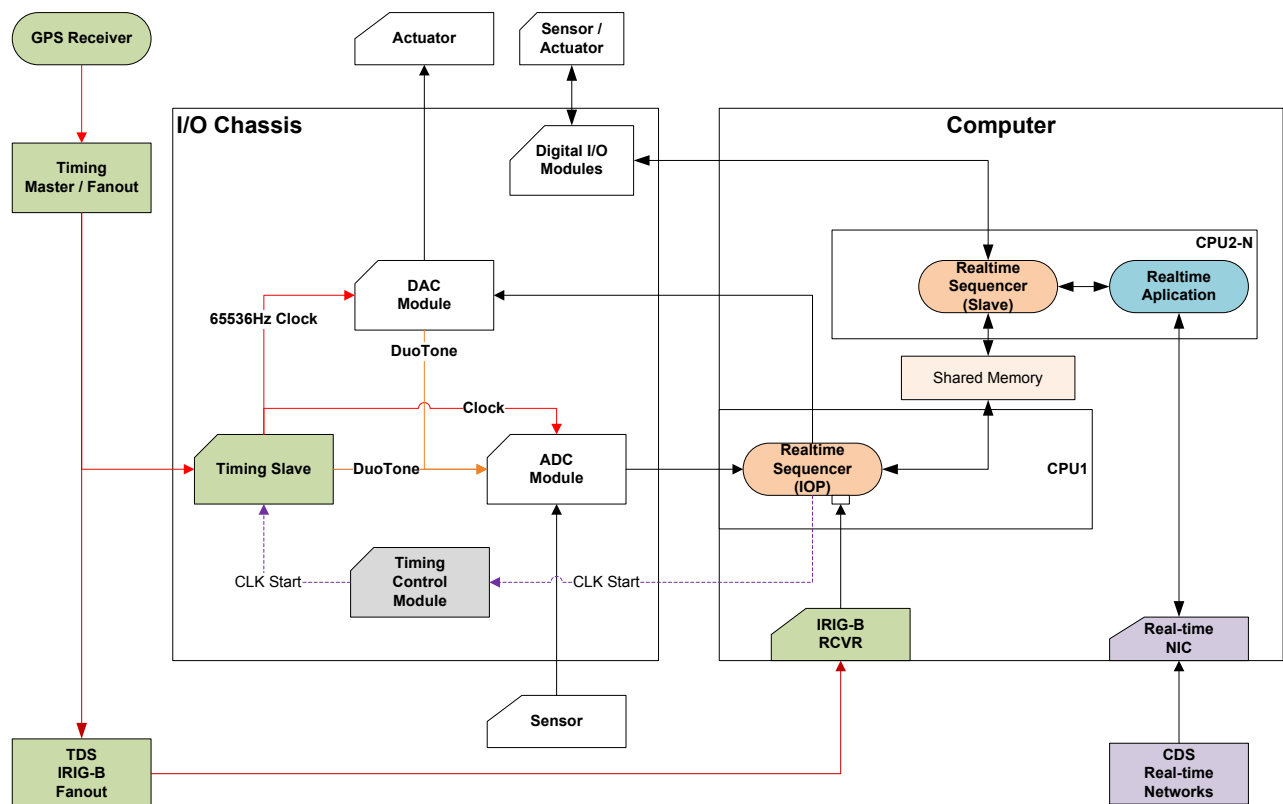 GPS Receiver
Actuator
Sensor /
Actuator
I/O Chassis
Computer
Timing
Master / Fanout
Digital I/O
Modules
CPU2-N
DAC
Module
Realtime
Sequencer
(Slave)
Realtime
Aplication
65536Hz Clock
DuoTone
Shared Memory
Clock
Timing Slave
DuoTone
ADC
Module
Realtime
Sequencer
(IOP)
CPU1
CLK Start
Timing
Control
Module
CLK Start
IRIG-B
RCVR
Real-time
NIC
Sensor
TDS
IRIG-B
Fanout
CDS
Real-time
Networks